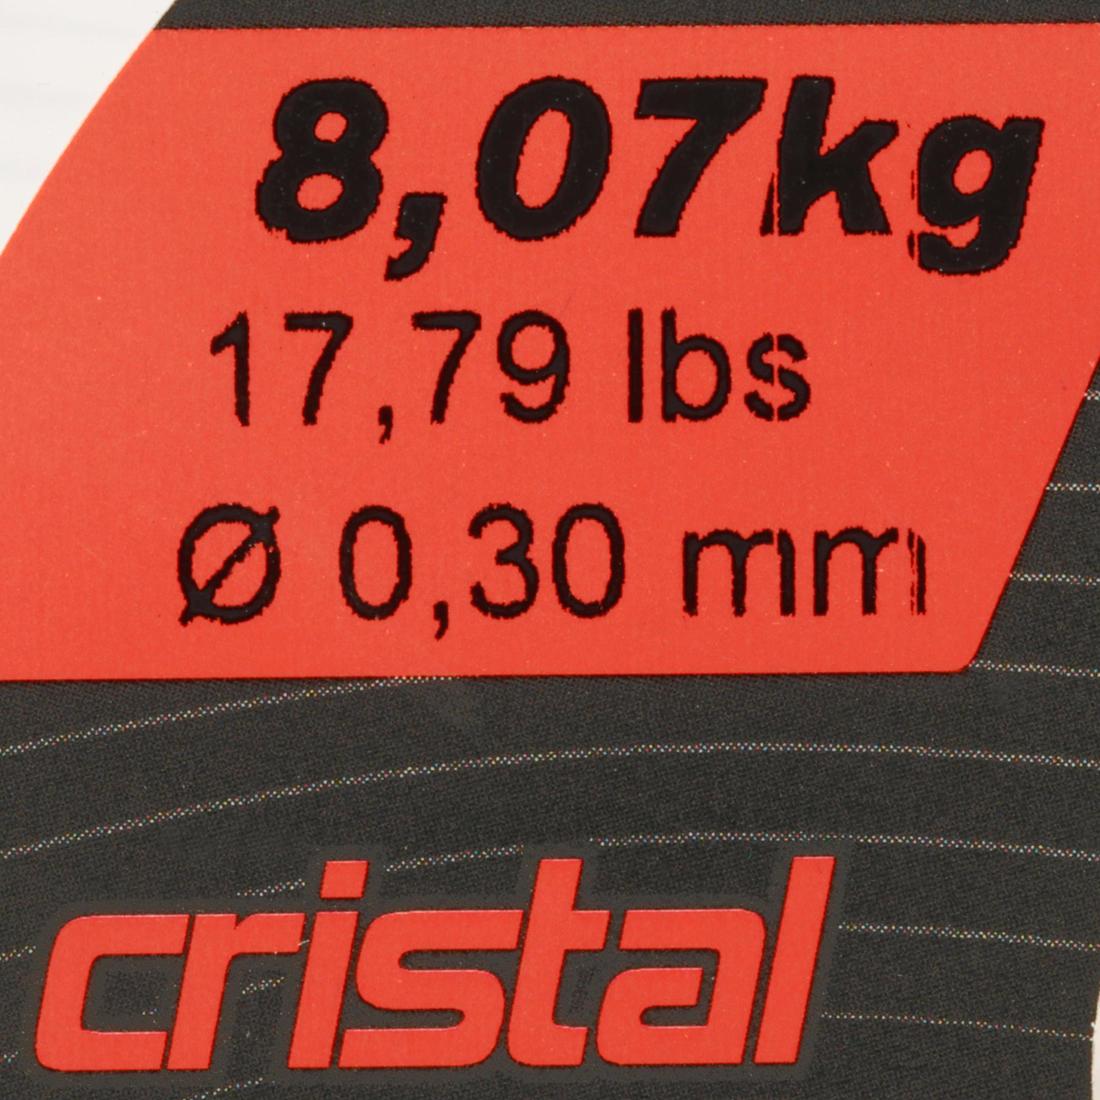 8,07kg
17,79 lbs
Ø 0,30 mm
cristal